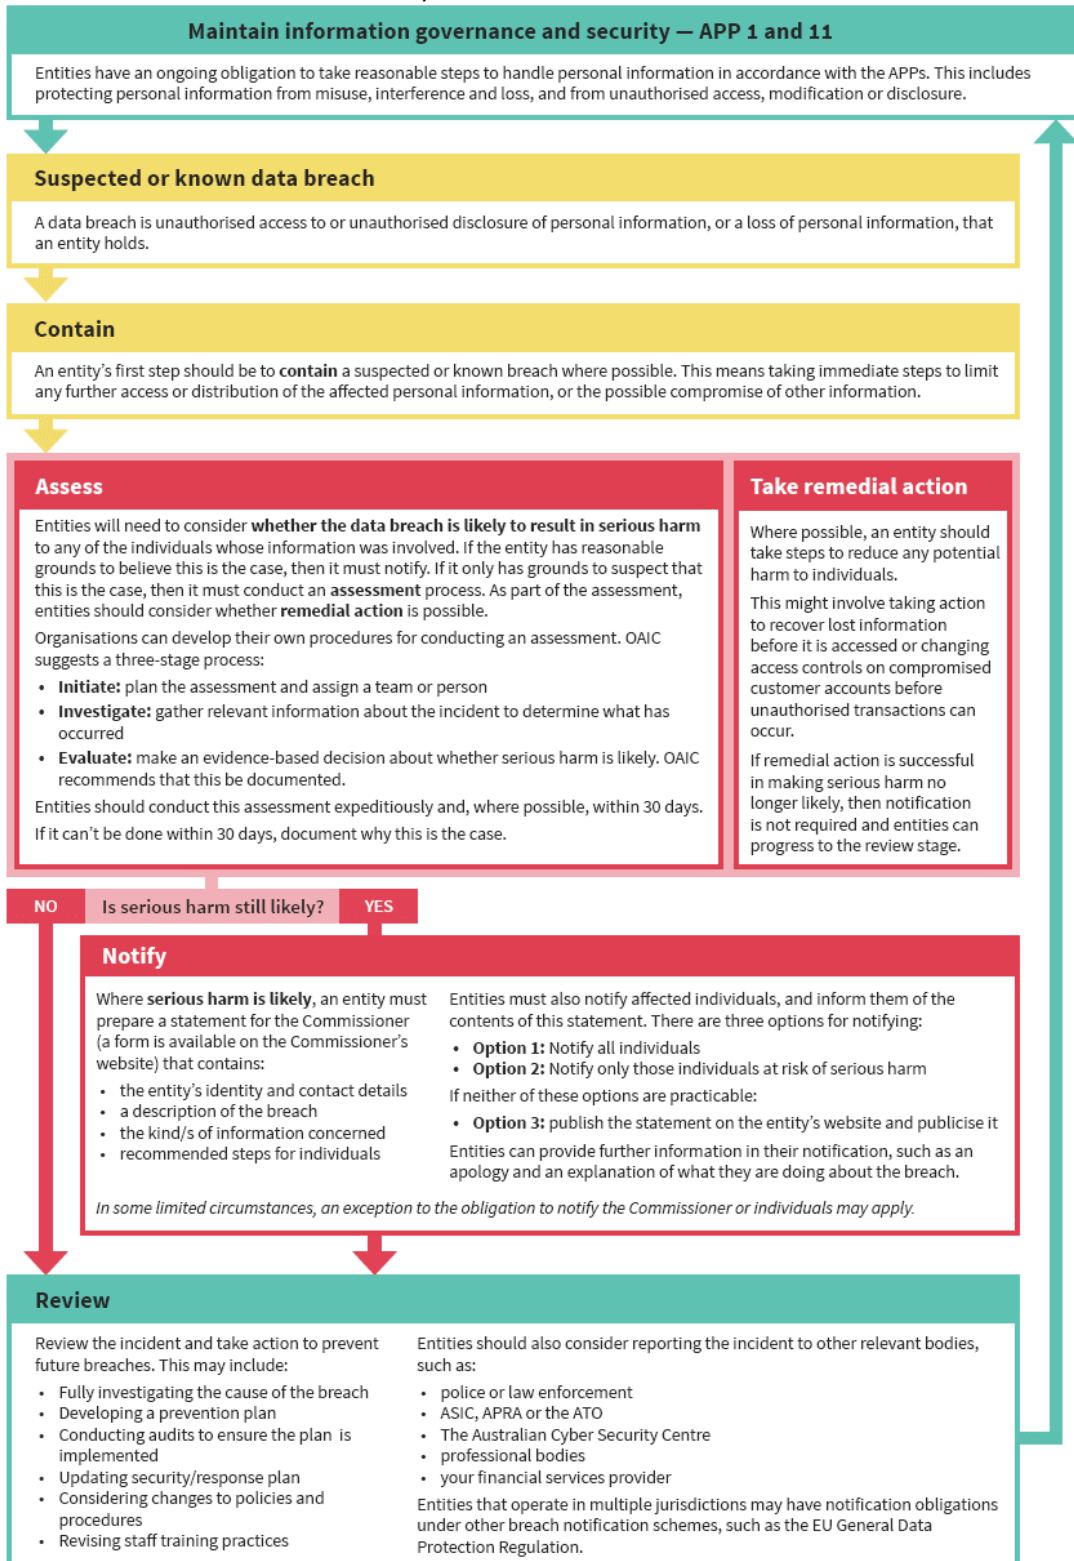 Maintain information governance and security — APP 1 and 11
Entities have an ongoing obligation to take reasonable steps to handle personal information in accordance with the APPs. This includes
protecting personal information from misuse, interference and loss, and from unauthorised access, modification or disclosure.
Suspected or known data breach
A data breach is unauthorised access to or unauthorised disclosure of personal information, or a loss of personal information, that
an entity holds.
Contain
An entity's first step should be to contain a suspected or known breach where possible. This means taking immediate steps to limit
any further access or distribution of the affected personal information, or the possible compromise of other information.
Assess
Entities will need to consider whether the data breach is likely to result in serious harm
to any of the individuals whose information was involved. If the entity has reasonable
grounds to believe this is the case, then it must notify. If it only has grounds to suspect that
this is the case, then it must conduct an assessment process. As part of the assessment,
entities should consider whether remedial action is possible.
Organisations can develop their own procedures for conducting an assessment. OAIC
suggests a three-stage process:
• Initiate: plan the assessment and assign a team or person
• Investigate: gather relevant information about the incident to determine what has
occurred
• Evaluate: make an evidence-based decision about whether serious harm is likely. OAIC
recommends that this be documented.
Entities should conduct this assessment expeditiously and, where possible, within 30 days.
If it can't be done within 30 days, document why this is the case.
Take remedial action
Where possible, an entity should
take steps to reduce any potential
harm to individuals.
This might involve taking action
to recover lost information
before it is accessed or changing
access controls on compromised
customer accounts before
unauthorised transactions can
occur.
If remedial action is successful
in making serious harm no
longer likely, then notification
is not required and entities can
progress to the review stage.
NO Is serious harm still likely? YES
Notify
Where serious harm is likely, an entity must
prepare a statement for the Commissioner
(a form is available on the Commissioner's
website) that contains:
• the entity's identity and contact details
• a description of the breach
• the kind/s of information concerned
• recommended steps for individuals
Entities must also notify affected individuals, and inform them of the
contents of this statement. There are three options for notifying:
• Option 1: Notify all individuals
• Option 2: Notify only those individuals at risk of serious harm
If neither of these options are practicable:
• Option 3: publish the statement on the entity's website and publicise it
Entities can provide further information in their notification, such as an
apology and an explanation of what they are doing about the breach.
In some limited circumstances, an exception to the obligation to notify the Commissioner or individuals may apply.
Review
Review the incident and take action to prevent
future breaches. This may include:
• Fully investigating the cause of the breach
• Developing a prevention plan
• Conducting audits to ensure the plan is
implemented
• Updating security/response plan
• Considering changes to policies and
procedures
• Revising staff training practices
Entities should also consider reporting the incident to other relevant bodies,
such as:
• police or law enforcement
• ASIC, APRA or the ATO
• The Australian Cyber Security Centre
• professional bodies
• your financial services provider
Entities that operate in multiple jurisdictions may have notification obligations
under other breach notification schemes, such as the EU General Data
Protection Regulation.